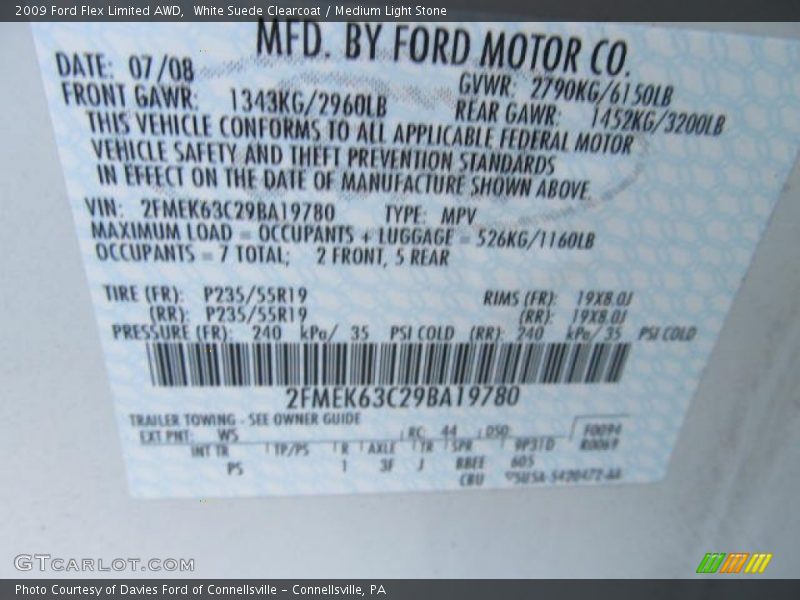 2009 Ford Flex Limited AWD, White Suede Clearcoat / Medium Light Stone
MFD. BY FORD MOTOR CO.
DATE: 07/08 GVWR: 2790KG/6150LB
FRONT GAWR: 1343KG/2960LB REAR GAWR: 1452KG/3200LB
THIS VEHICLE CONFORMS TO ALL APPLICABLE FEDERAL MOTOR
VEHICLE SAFETY AND THEFT PREVENTION STANDARDS
IN EFFECT ON THE DATE OF MANUFACTURE SHOWN ABOVE.
VIN: 2FMEK63C29BA19780 TYPE: MPV
MAXIMUM LOAD = OCCUPANTS + LUGGAGE = 526KG/1160LB
OCCUPANTS = 7 TOTAL; 2 FRONT, 5 REAR
TIRE (FR): P235/55R19 RIMS (FR): 19X8.0J
(RR): P235/55R19 (RR): 19X8.0J
PRESSURE (FR): 240 kPa/ 35 PSI COLD (RR): 240 kPa/ 35 PSI COLD
2FMEK63C29BA19780
TRAILER TOWING - SEE OWNER GUIDE
EXT PNT: WS RC: 44 DSO F0094
INT TR TP/PS R AXLE TR SPR R0069
PS 1 3F J BBEE 605
GTCarLot.com
Photo Courtesy of Davies Ford of Connellsville - Connellsville, PA